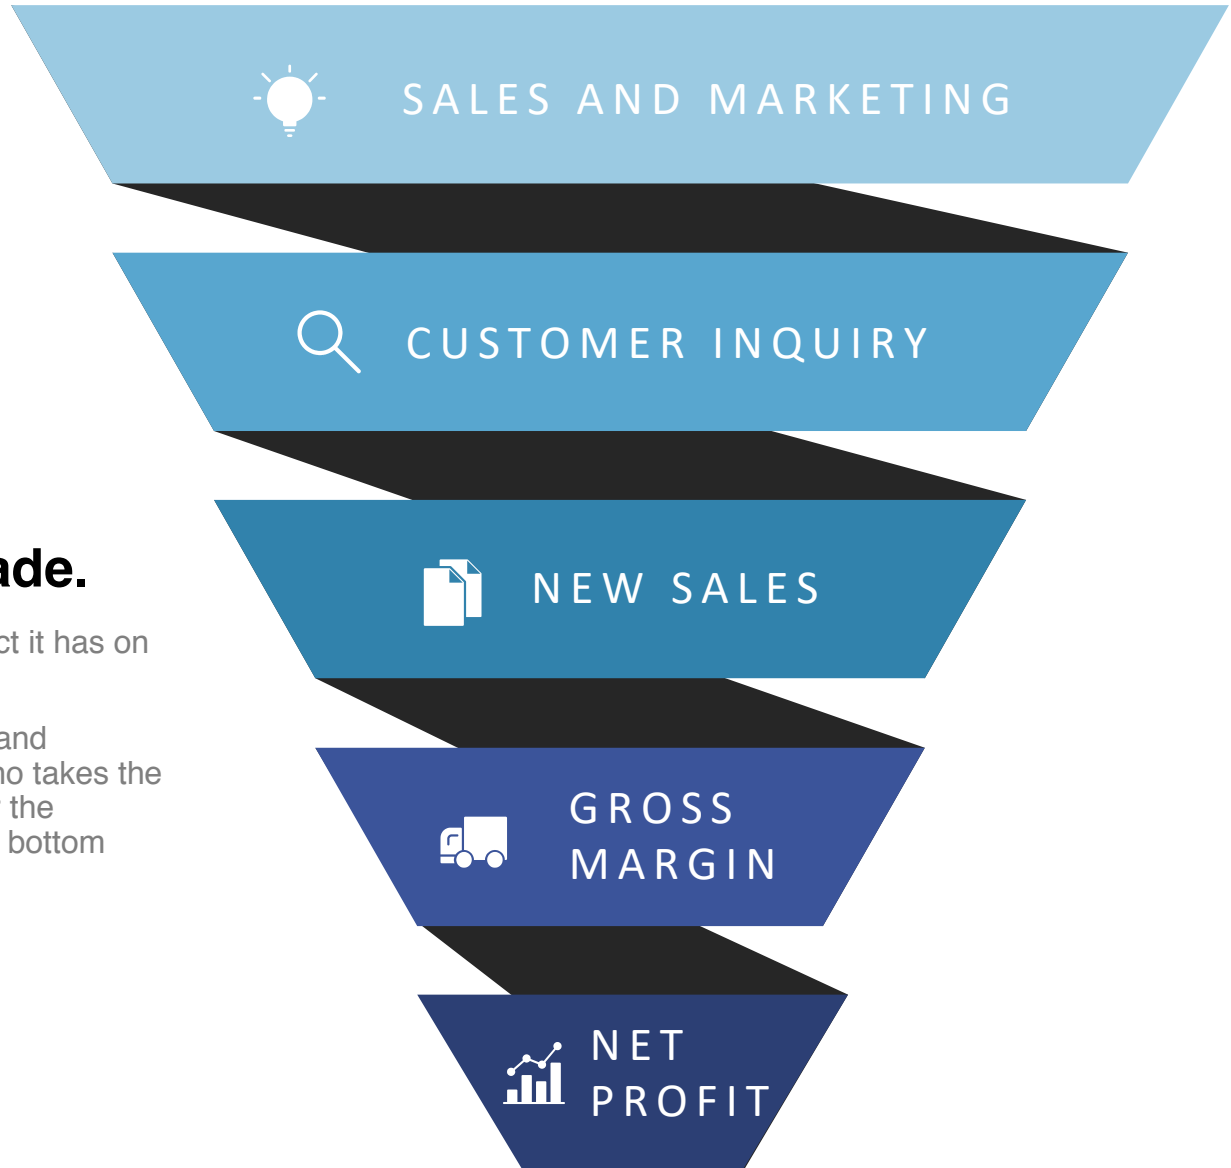 SALES AND MARKETING
CUSTOMER INQUIRY
NEW SALES
ade.
ct it has on
and
no takes the
the
bottom
GROSS
MARGIN
NET
PROFIT